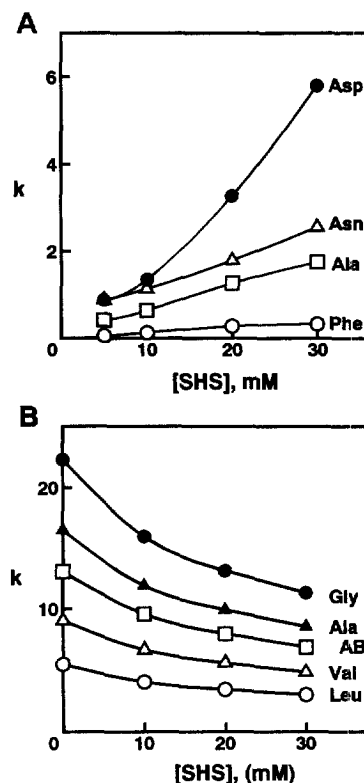 A
6
Asp
4
k
Asn
2
Ala
Phe
0
0 10 20 30
[SHS], mM
B
20
k
Gly
10
Ala
AB
Val
Leu
0 10 20 30
[SHS], (mM)